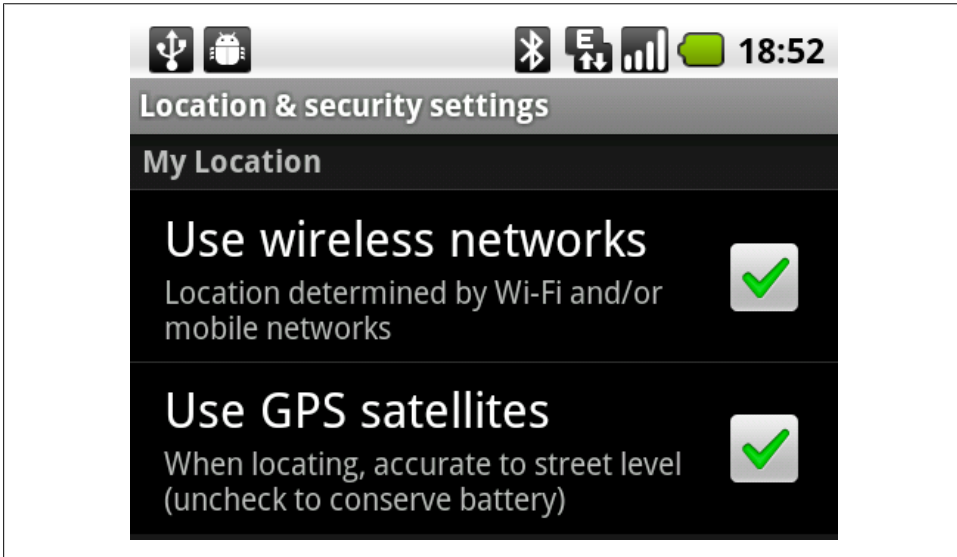 E
18:52
Location & security settings
My Location
Use wireless networks
Location determined by Wi-Fi and/or
mobile networks
Use GPS satellites
When locating, accurate to street level
(uncheck to conserve battery)